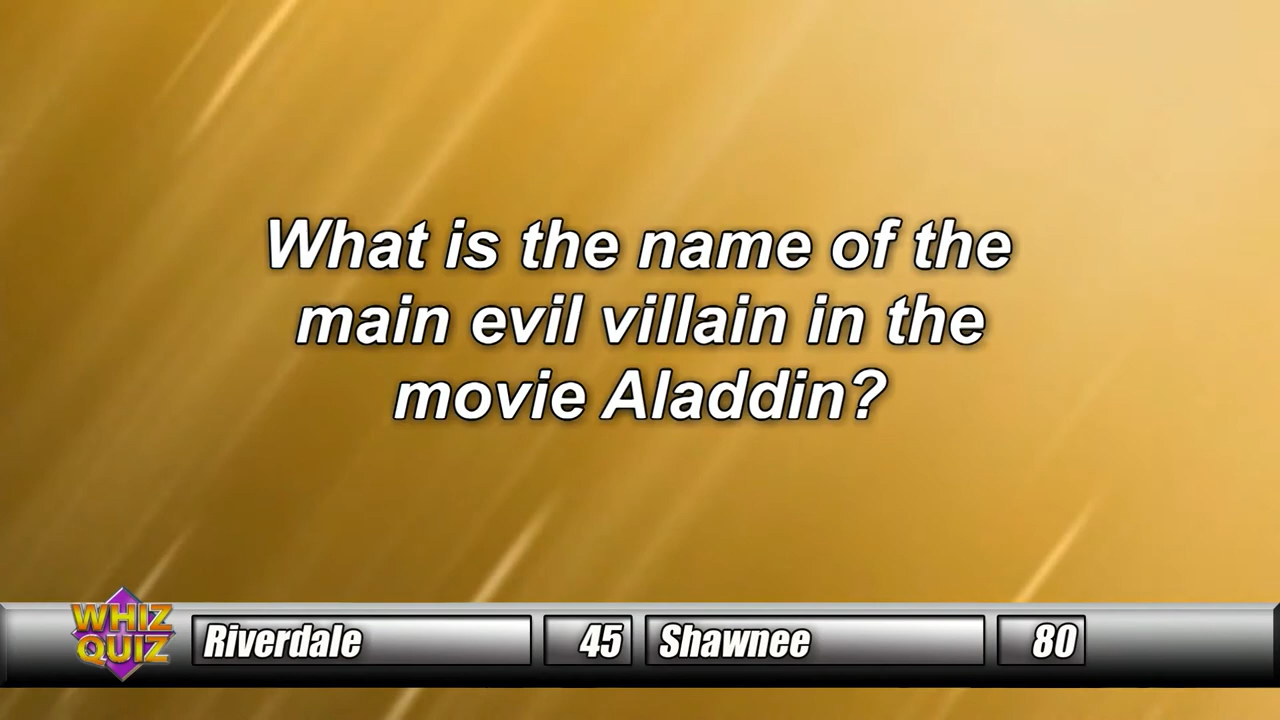 What is the name of the
main evil villain in the
movie Aladdin?
WHIZ
QUIZ
Riverdale 45 Shawnee 80